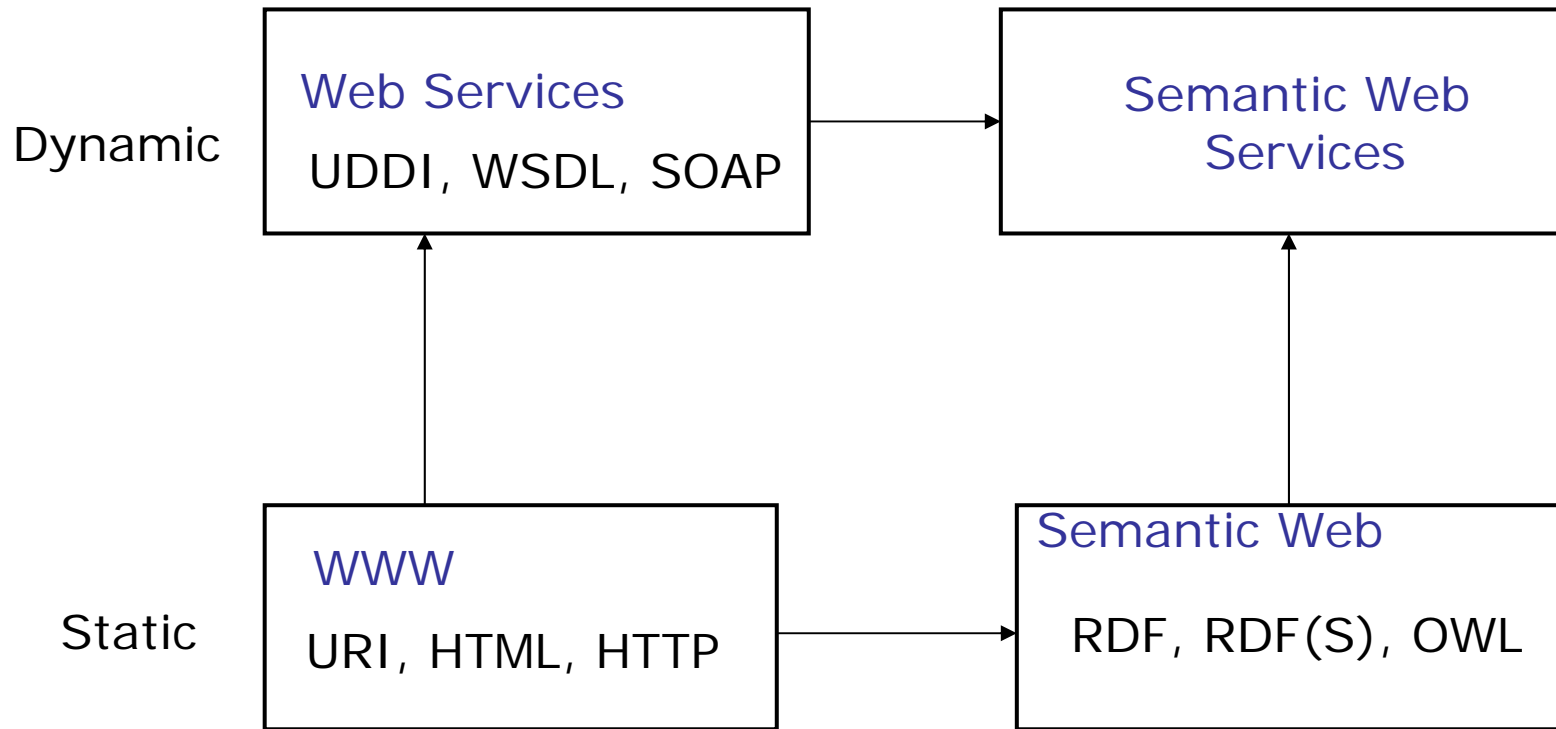 Dynamic
Web Services
UDDI, WSDL, SOAP
Semantic Web
Services
Static
WWW
URI, HTML, HTTP
Semantic Web
RDF, RDF(S), OWL